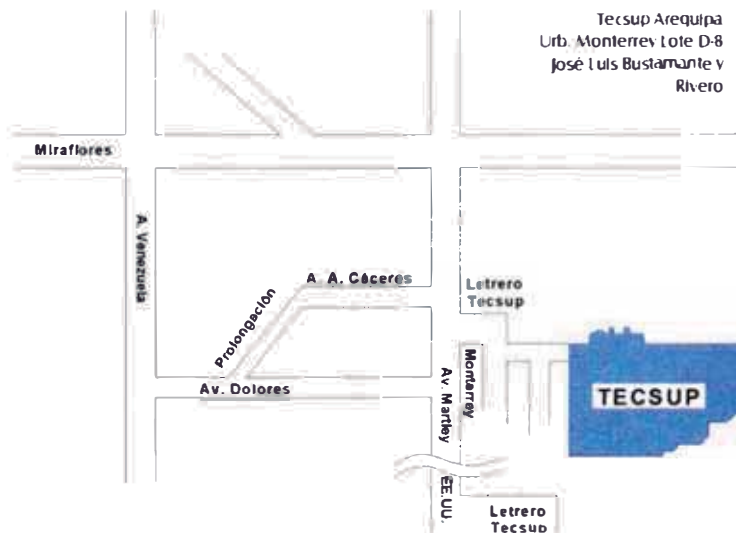 Tecsup Arequipa
Urb. Monterrey Lote D-8
José Luis Bustamante y
Rivero
Miraflores
A. Venezuela
Prolongación
A. A. Cáceres
Letrero
Tecsup
Av. Dolores
Av. Martley
Monterrey
TECSUP
EE.UU.
Letrero
Tecsup